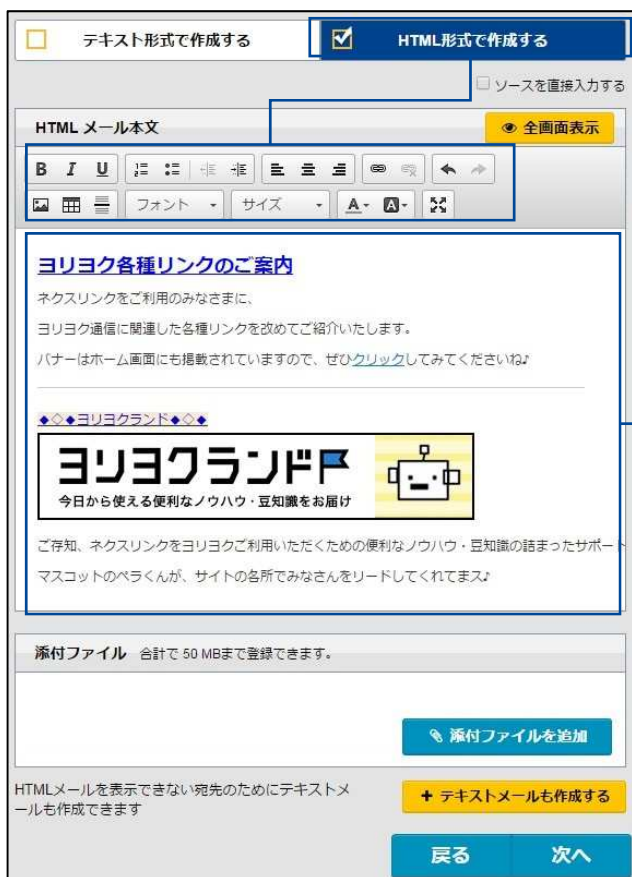 テキスト形式で作成する
HTML形式で作成する
ソースを直接入力する
HTML メール本文
全画面表示
B I U
フォント サイズ A A
ヨリヨク各種リンクのご案内
ネクスリンクをご利用のみなさまに、
ヨリヨク通信に関連した各種リンクを改めてご紹介いたします。
バナーはホーム画面にも掲載されていますので、ぜひクリックしてみてくださいね♪
◆◇◆ヨリヨクランド◆◇◆
ヨリヨクランド
今日から使える便利なノウハウ・豆知識をお届け
ご存知、ネクスリンクをヨリヨクご利用いただくための便利なノウハウ・豆知識の詰まったサポート
マスコットのペラくんが、サイトの各所でみなさんをリードしてくれてまス♪
添付ファイル 合計で 50 MBまで登録できます。
添付ファイルを追加
HTMLメールを表示できない宛先のためにテキストメ
ールも作成できます
+ テキストメールも作成する
戻る 次へ